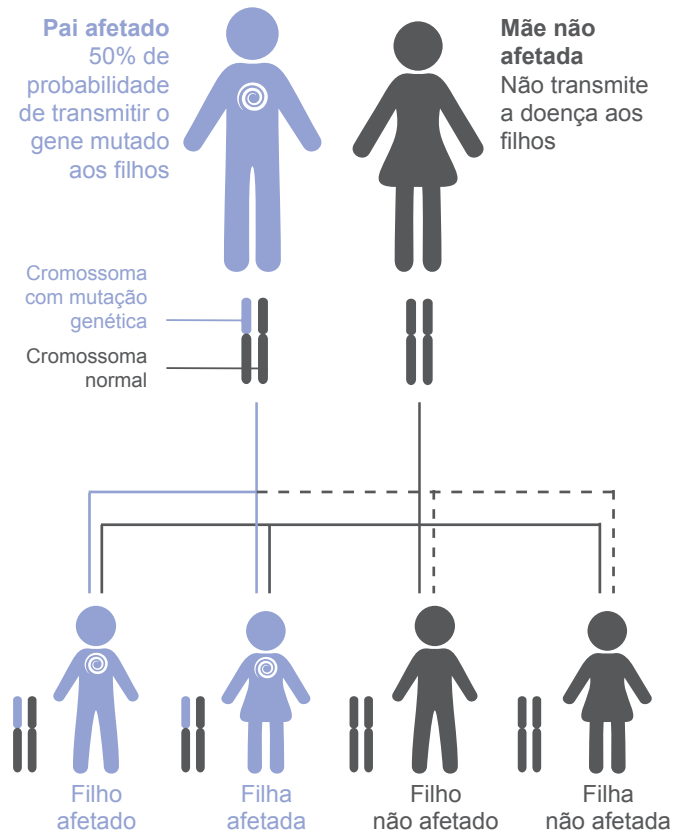 Pai afetado
50% de
probabilidade
de transmitir o
gene mutado
aos filhos
Mãe não
afetada
Não transmite
a doença aos
filhos
Cromossoma
com mutação
genética
Cromossoma
normal
Filho
afetado
Filha
afetada
Filho
não afetado
Filha
não afetada